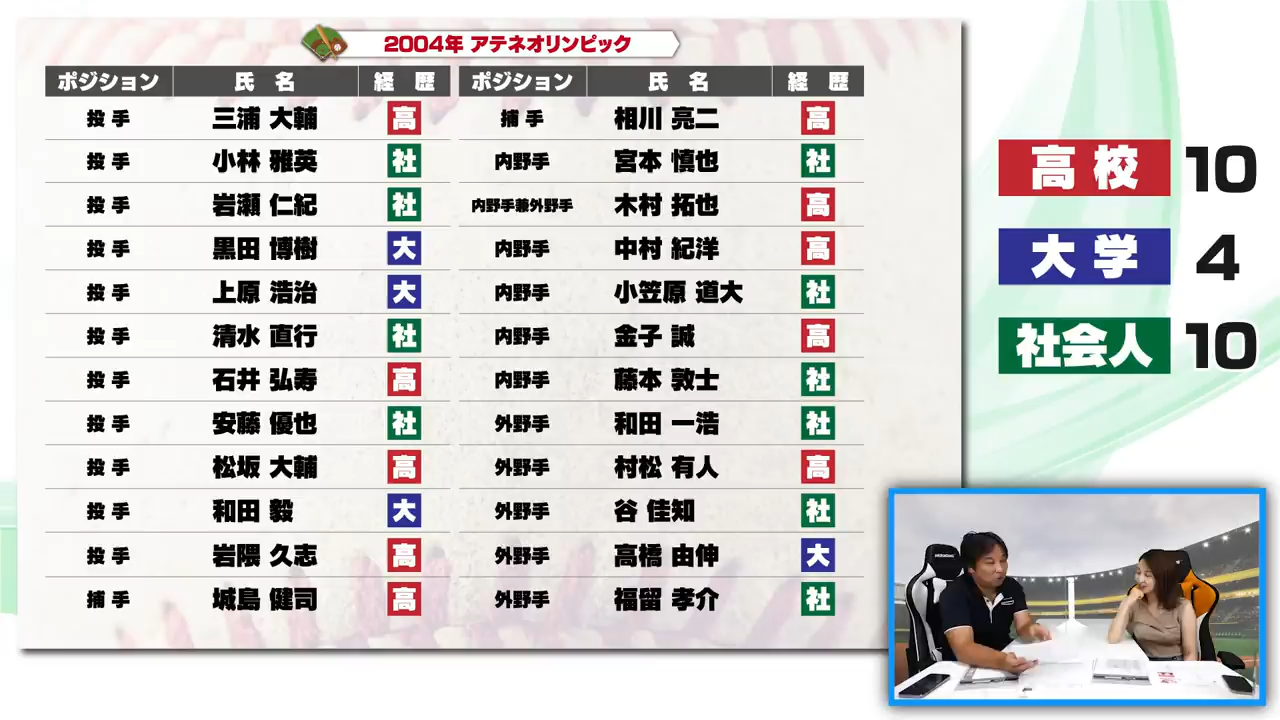 2004年 アテネオリンピック
ポジション 氏 名 経 歴 ポジション 氏 名 経 歴
投 手 三浦 大輔 高 捕 手 相川 亮二 高
投 手 小林 雅英 社 内野手 宮本 慎也 社
投 手 岩瀬 仁紀 社 内野手兼外野手 木村 拓也 高
投 手 黒田 博樹 大 内野手 中村 紀洋 高
投 手 上原 浩治 大 内野手 小笠原 道大 社
投 手 清水 直行 社 内野手 金子 誠 高
投 手 石井 弘寿 高 内野手 藤本 敦士 社
投 手 安藤 優也 社 外野手 和田 一浩 社
投 手 松坂 大輔 高 外野手 村松 有人 高
投 手 和田 毅 大 外野手 谷 佳知 社
投 手 岩隈 久志 高 外野手 高橋 由伸 大
捕 手 城島 健司 高 外野手 福留 孝介 社
高 校 10
大 学 4
社会人 10